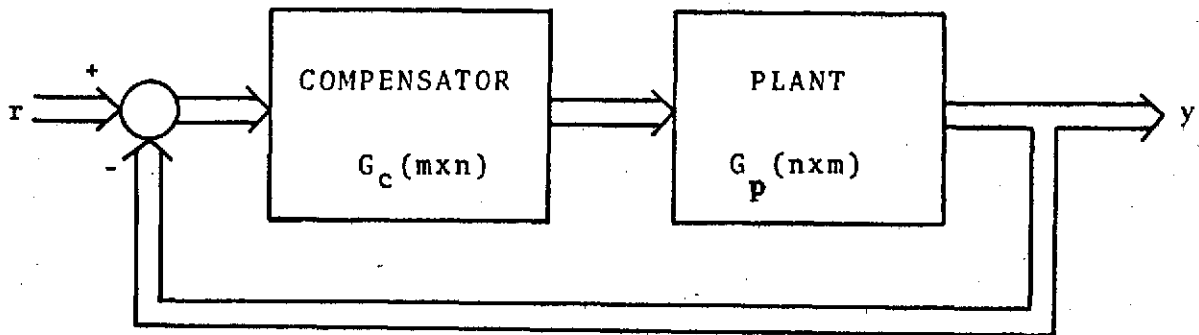 COMPENSATOR
G_c(mxn)
PLANT
G_p(nxm)
r
+
-
y